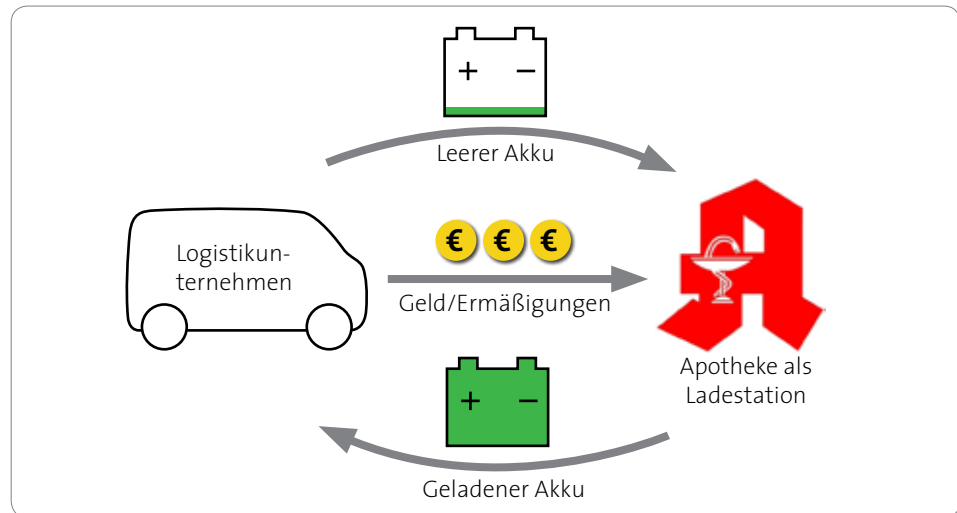 + –
Leerer Akku
Logistikun-
ternehmen
€ € €
Geld/Ermäßigungen
Apotheke als
Ladestation
+ –
Geladener Akku